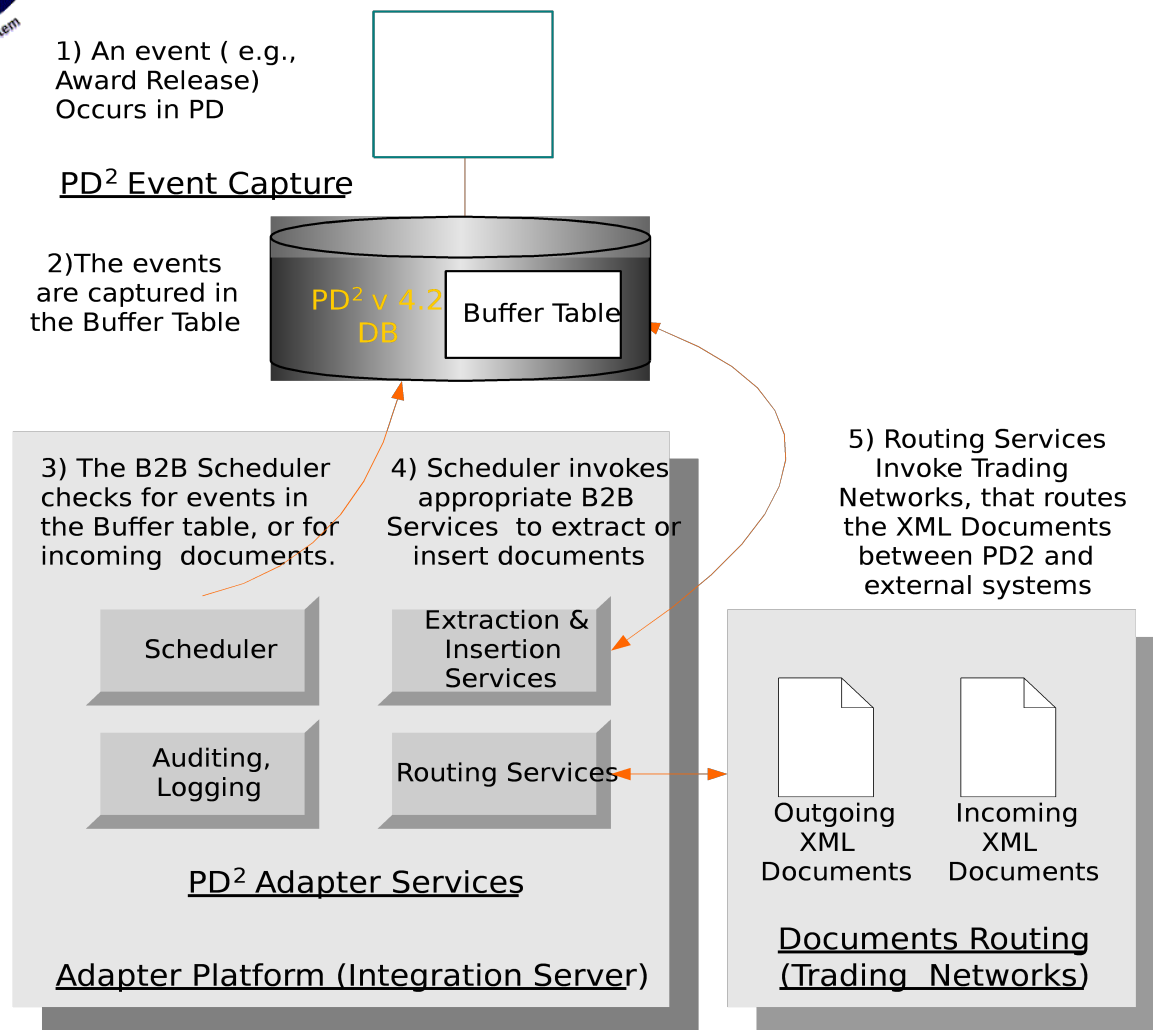 em
1) An event ( e.g.,
Award Release)
Occurs in PD
PD² Event Capture
2)The events
are captured in
the Buffer Table
PD² v 4.2
DB
Buffer Table
3) The B2B Scheduler
checks for events in
the Buffer table, or for
incoming  documents.
4) Scheduler invokes
appropriate B2B
Services  to extract or
insert documents
5) Routing Services
Invoke Trading
Networks, that routes
the XML Documents
between PD2 and
external systems
Scheduler
Extraction &
Insertion
Services
Auditing,
Logging
Routing Services
Outgoing
XML
Documents
Incoming
XML
Documents
PD² Adapter Services
Adapter Platform (Integration Server)
Documents Routing
(Trading  Networks)